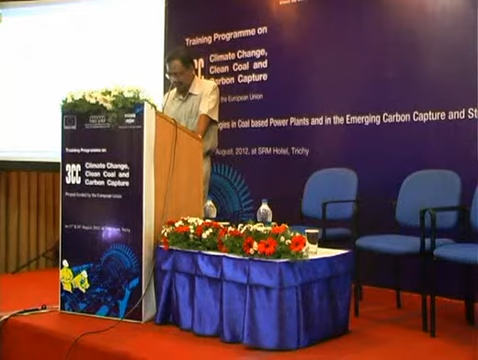 Training Programme on
3CC Climate Change,
Clean Coal and
Carbon Capture
the European Union
gies in Coal based Power Plants and in the Emerging Carbon Capture and St
August, 2012, at SRM Hotel, Trichy
Training Programme on
3CC Climate Change,
Clean Coal and
Carbon Capture
Project funded by the European Union